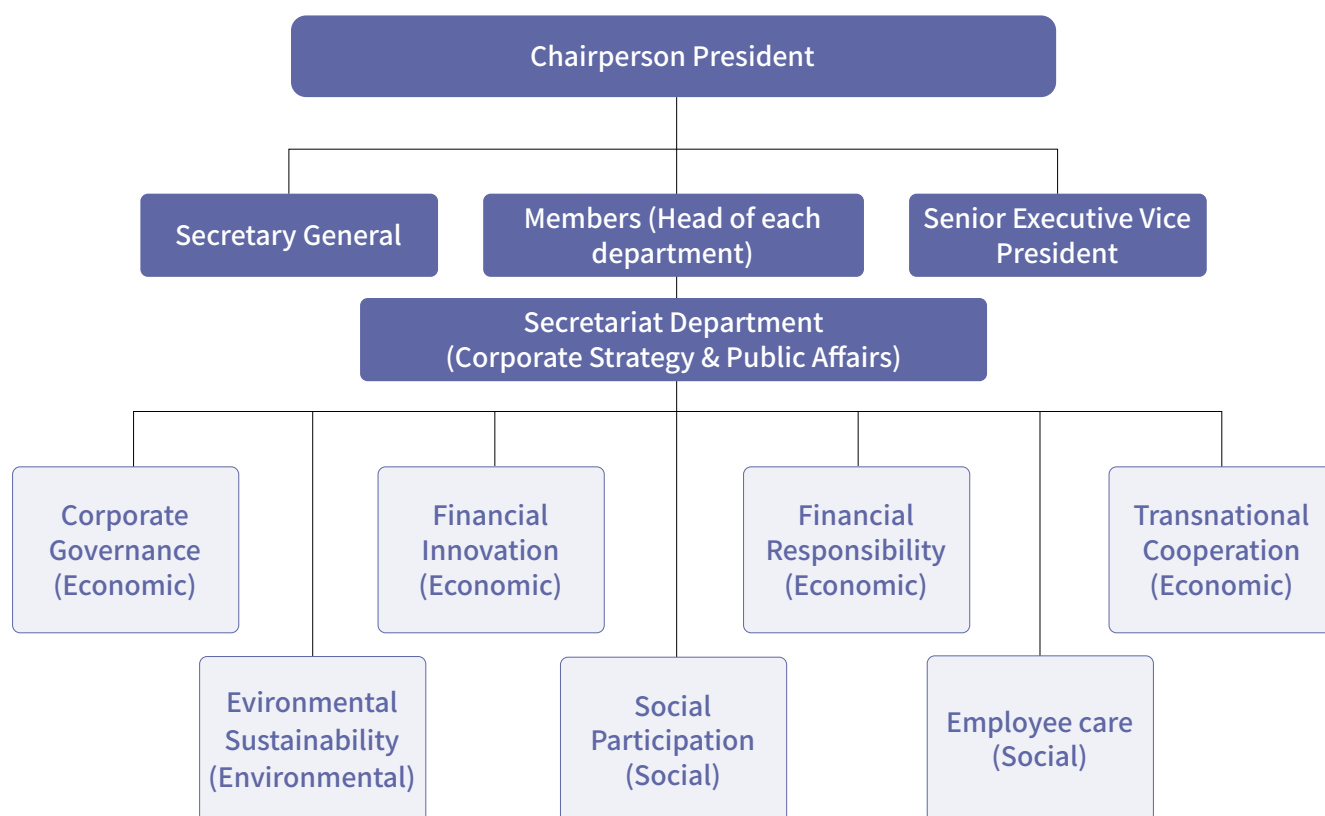 Chairperson President
Secretary General
Members (Head of each
department)
Senior Executive Vice
President
Secretariat Department
(Corporate Strategy & Public Affairs)
Corporate
Governance
(Economic)
Financial
Innovation
(Economic)
Financial
Responsibility
(Economic)
Transnational
Cooperation
(Economic)
Evironmental
Sustainability
(Environmental)
Social
Participation
(Social)
Employee care
(Social)